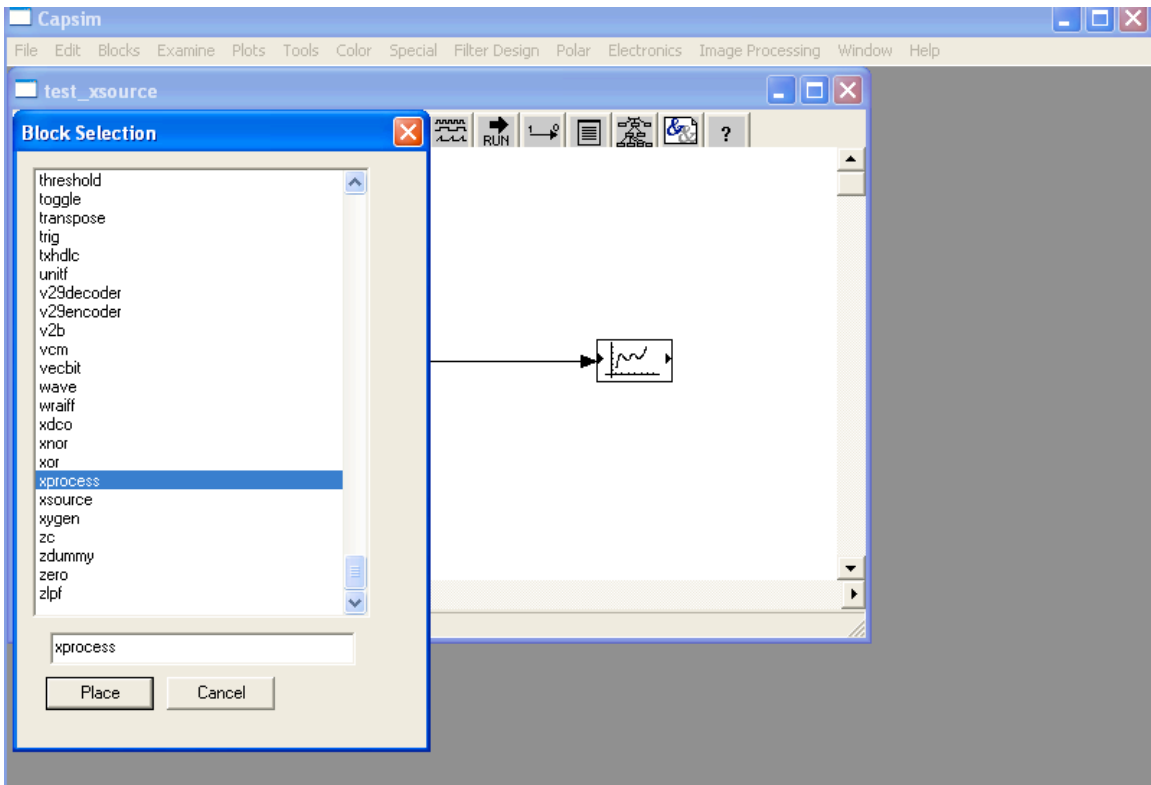 Capsim
File Edit Blocks Examine Plots Tools Color Special Filter Design Polar Electronics Image Processing Window Help
test_xsource
Block Selection
RUN
1 0
&&
?
threshold
toggle
transpose
trig
txhdlc
unitf
v29decoder
v29encoder
v2b
vcm
vecbit
wave
wraiff
xdco
xnor
xor
xprocess
xsource
xygen
zc
zdummy
zero
zlpf
xprocess
Place Cancel